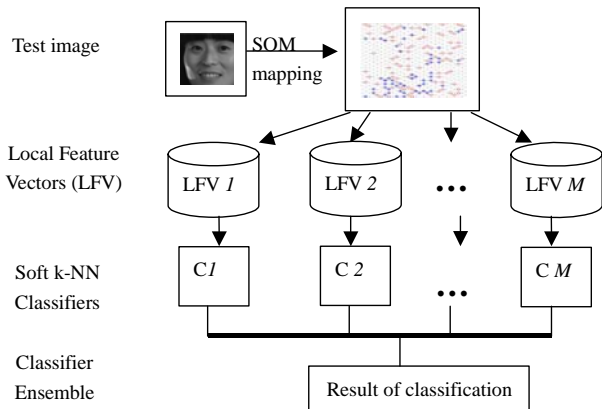 Test image
SOM
mapping
Local Feature
Vectors (LFV)
LFV 1
LFV 2
...
LFV M
Soft k-NN
Classifiers
C1
C 2
...
C M
Classifier
Ensemble
Result of classification